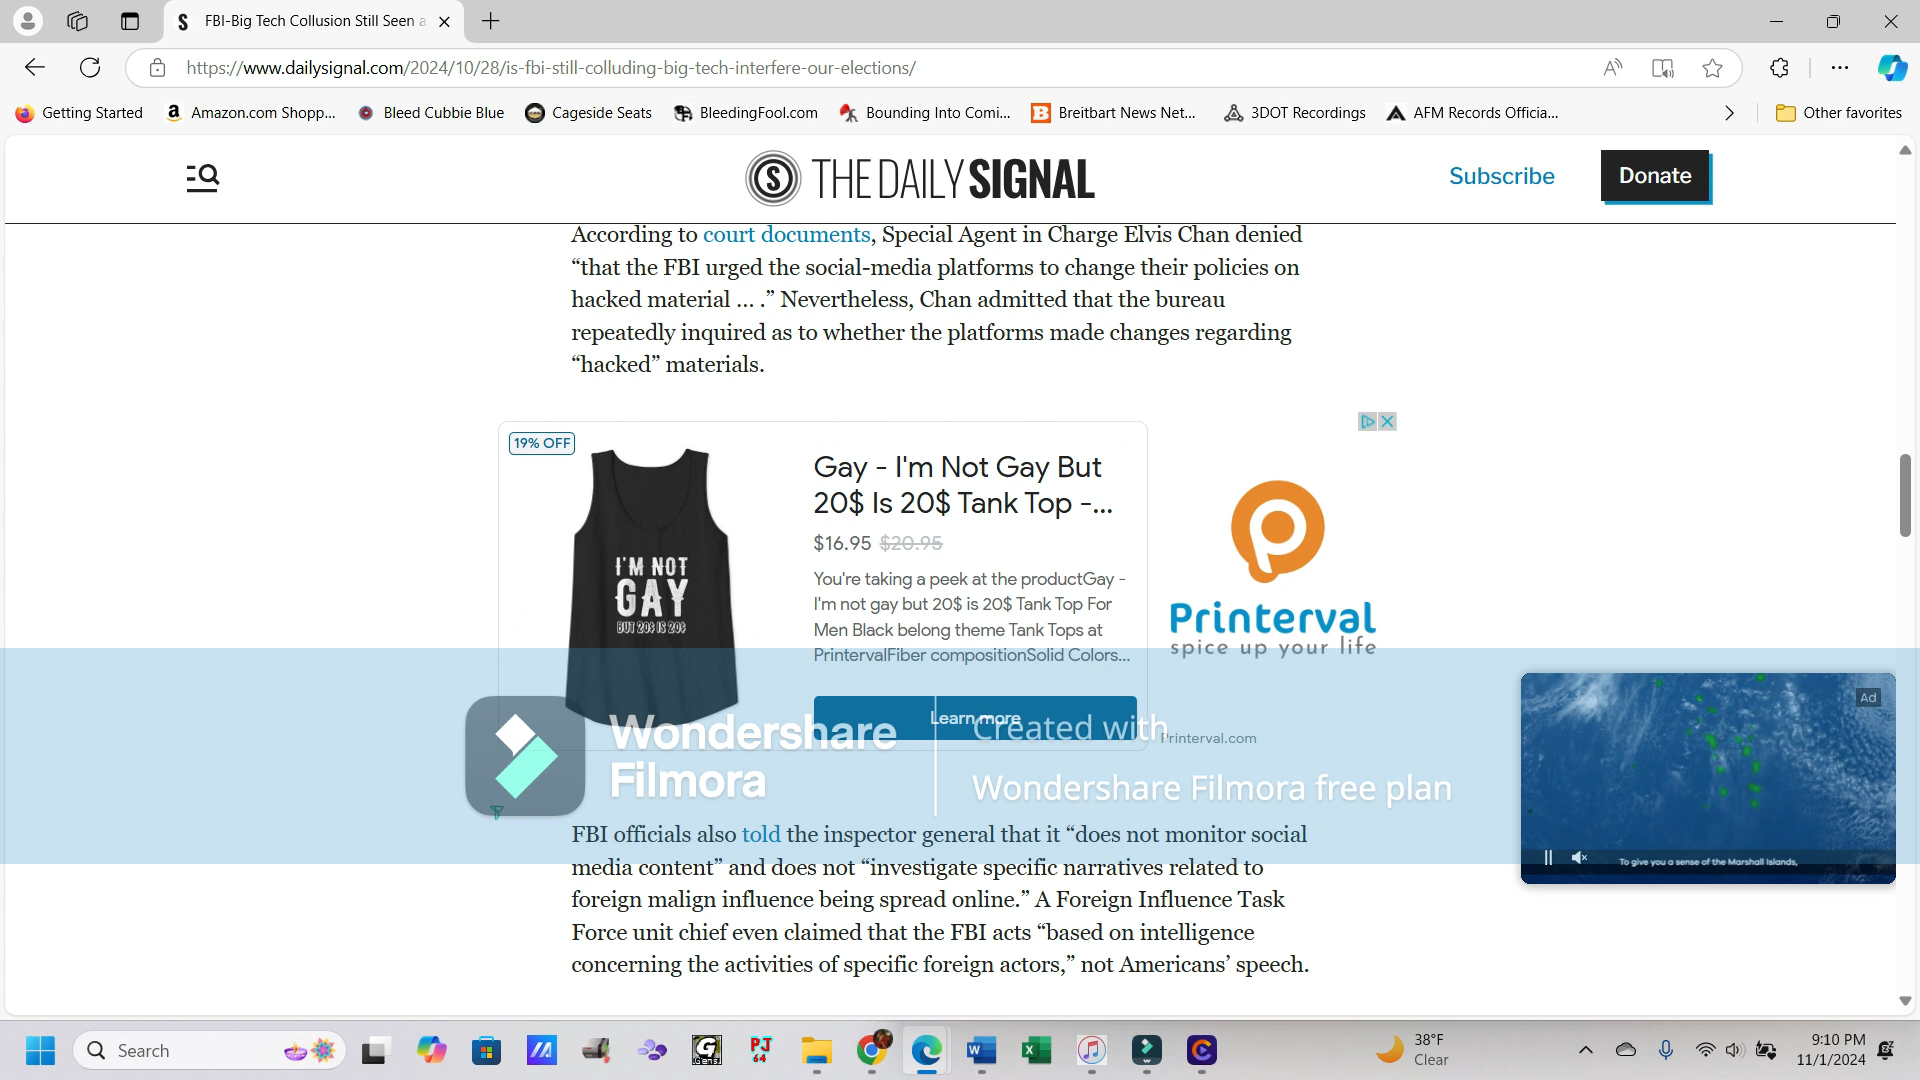 FBI-Big Tech Collusion Still Seen a
https://www.dailysignal.com/2024/10/28/is-fbi-still-colluding-big-tech-interfere-our-elections/
Getting Started
Amazon.com Shopp...
Bleed Cubbie Blue
Cageside Seats
BleedingFool.com
Bounding Into Comi...
Breitbart News Net...
3DOT Recordings
AFM Records Officia...
Other favorites
THE DAILY SIGNAL
Subscribe
Donate
According to court documents, Special Agent in Charge Elvis Chan denied
“that the FBI urged the social-media platforms to change their policies on
hacked material … .” Nevertheless, Chan admitted that the bureau
repeatedly inquired as to whether the platforms made changes regarding
“hacked” materials.
19% OFF
I'M NOT
GAY
BUT 20$ IS 20$
Gay - I'm Not Gay But
20$ Is 20$ Tank Top -...
$16.95 $20.95
You're taking a peek at the productGay -
I'm not gay but 20$ is 20$ Tank Top For
Men Black belong theme Tank Tops at
PrintervalFiber compositionSolid Colors...
Learn more
Printerval
spice up your life
Printerval.com
Wondershare
Filmora
Created with
Wondershare Filmora free plan
Ad
To give you a sense of the Marshall Islands,
FBI officials also told the inspector general that it “does not monitor social
media content” and does not “investigate specific narratives related to
foreign malign influence being spread online.” A Foreign Influence Task
Force unit chief even claimed that the FBI acts “based on intelligence
concerning the activities of specific foreign actors,” not Americans’ speech.
Search
38°F
Clear
9:10 PM
11/1/2024